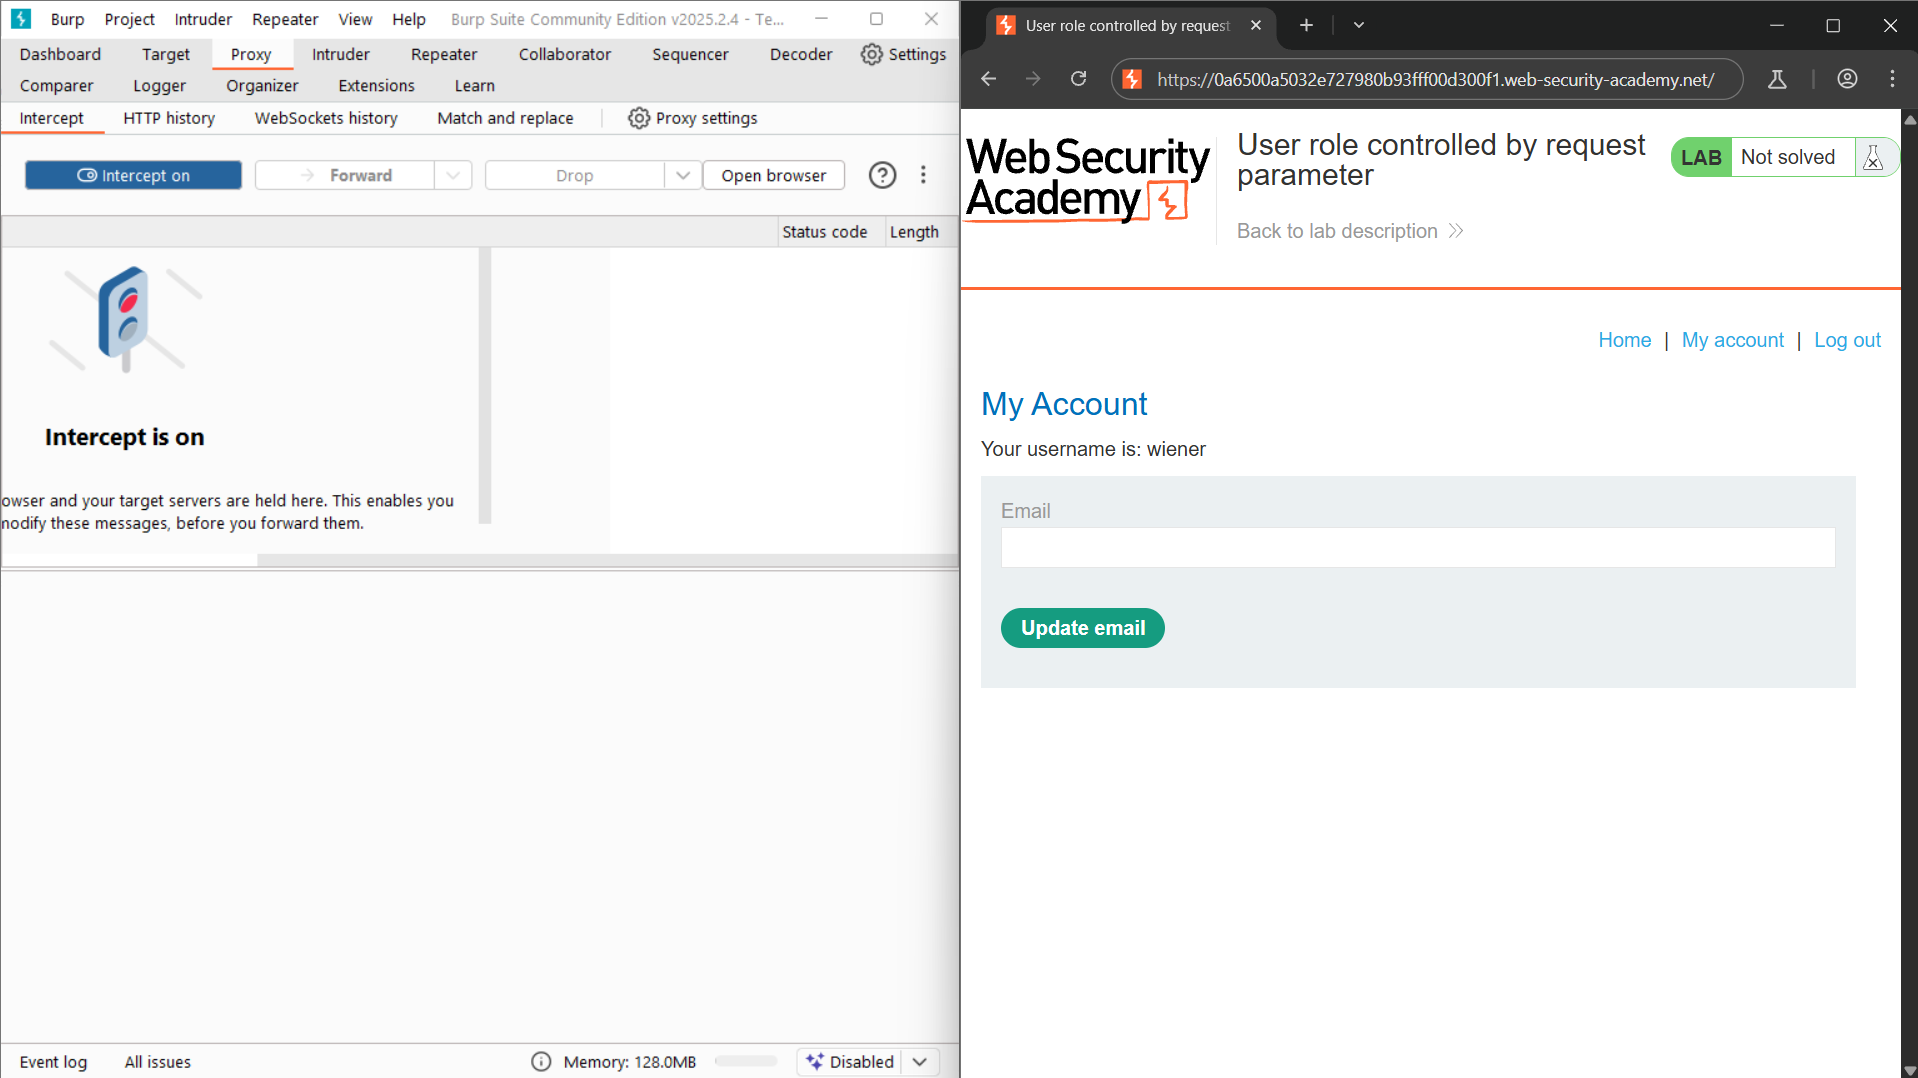 Burp Project Intruder Repeater View Help Burp Suite Community Edition v2025.2.4 - Te...
Dashboard Target Proxy Intruder Repeater Collaborator Sequencer Decoder Settings
Comparer Logger Organizer Extensions Learn
Intercept HTTP history WebSockets history Match and replace Proxy settings
Intercept on Forward Drop Open browser
Status code Length
Intercept is on
owser and your target servers are held here. This enables you
nodify these messages, before you forward them.
Event log All issues Memory: 128.0MB Disabled
User role controlled by request
https://0a6500a5032e727980b93fff00d300f1.web-security-academy.net/
Web Security
Academy
User role controlled by request
parameter
LAB Not solved
Back to lab description
Home | My account | Log out
My Account
Your username is: wiener
Email
Update email